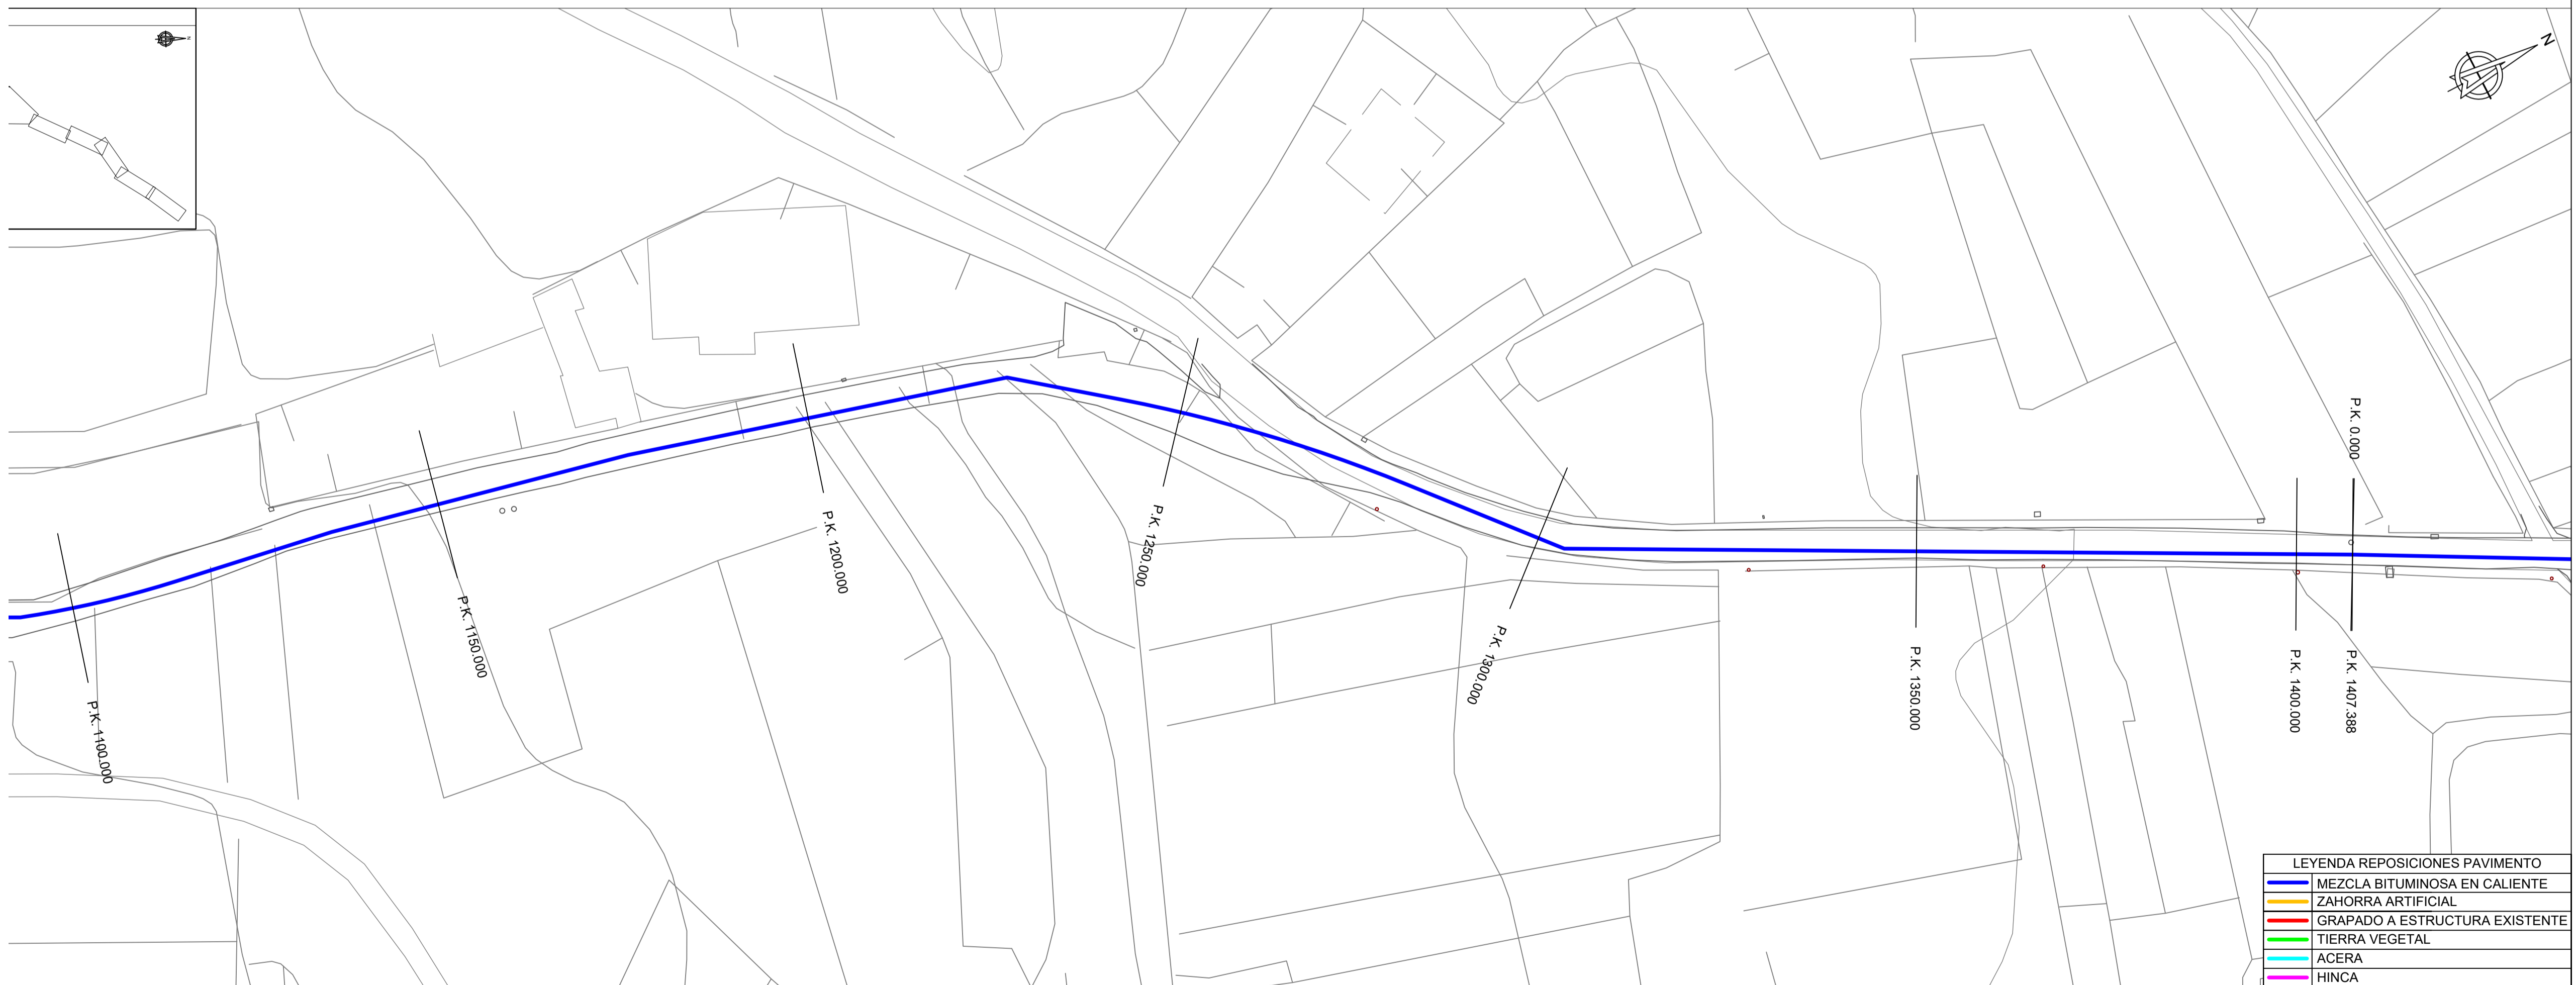 N
N
P.K. 1100.000
P.K. 1150.000
P.K. 1200.000
P.K. 1250.000
P.K. 1300.000
P.K. 1350.000
P.K. 1400.000
P.K. 0.000
P.K. 1407.388
LEYENDA REPOSICIONES PAVIMENTO
MEZCLA BITUMINOSA EN CALIENTE
ZAHORRA ARTIFICIAL
GRAPADO A ESTRUCTURA EXISTENTE
TIERRA VEGETAL
ACERA
HINCA